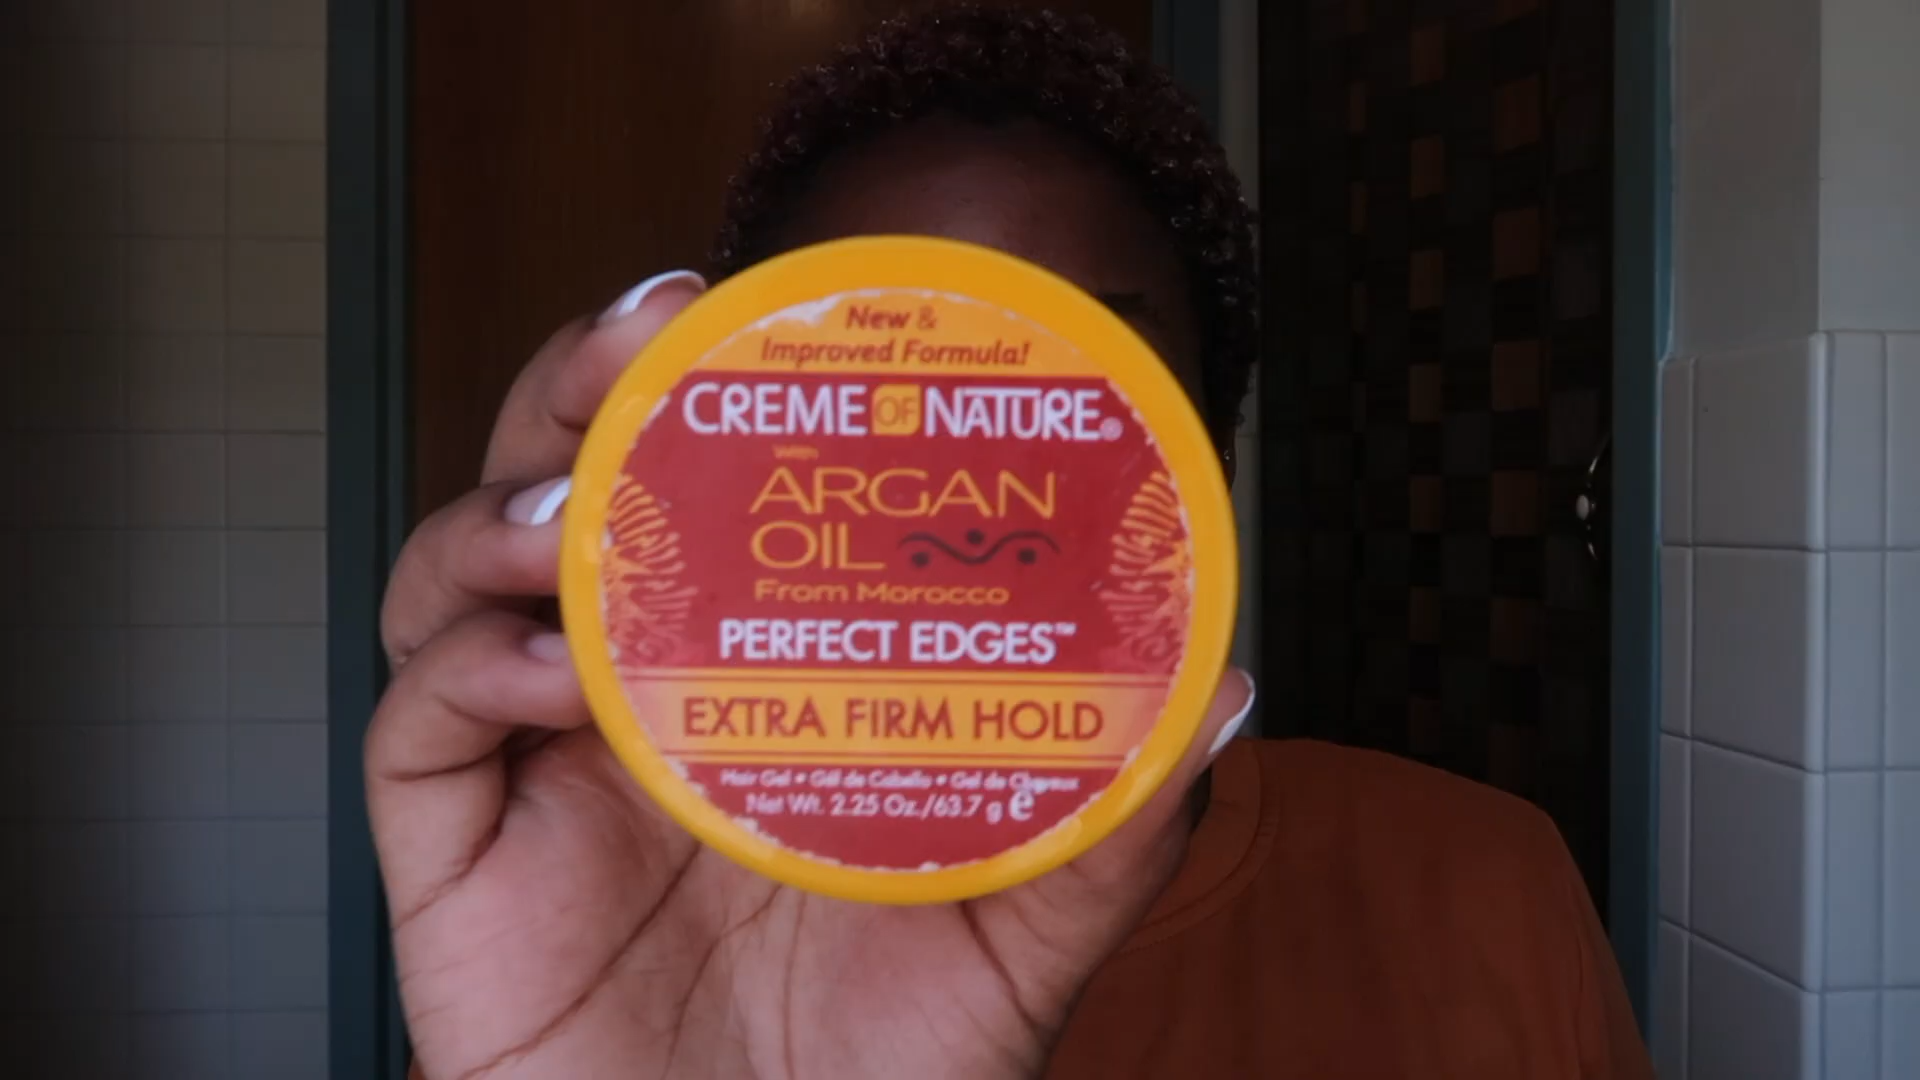 New &
Improved Formula!
CREME OF NATURE®
With
ARGAN
OIL
From Morocco
PERFECT EDGES™
EXTRA FIRM HOLD
Hair Gel • Gél de Cabello • Gel de Cheveux
Net Wt. 2.25 Oz./63.7 g e